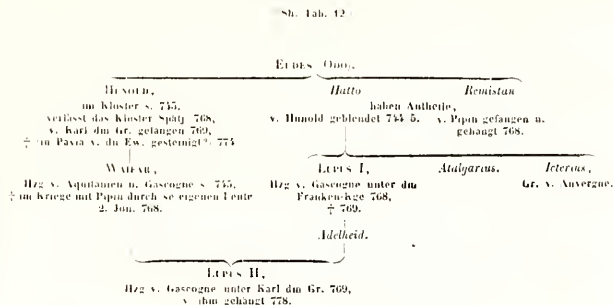 Sh. Tab. 12
EUDES (Odo),
HUNOLD,
im Kloster s. 745,
verlässt das Kloster Spätj. 768,
v. Karl dm Gr. gefangen 769,
† in Pavia v. dn Ew. gesteinigt 774
Hatto
Remistan
haben Antheile,
v. Hunold geblendet 744/5.
v. Pipin gefangen u.
gehängt 768.
WAIFAR,
Hzg v. Aquitanien u. Gascogne s. 745,
† im Kriege mit Pipin durch se eigenen Leute
2. Jun. 768.
LUPUS I,
Hzg v. Gascogne unter dm
Franken-Kge 768,
† 769.
Atalgarius.
Icterius,
Gr. v. Auvergne.
Adelheid.
LUPUS II,
Hzg v. Gascogne unter Karl dm Gr. 769,
v. ihm gehängt 778.